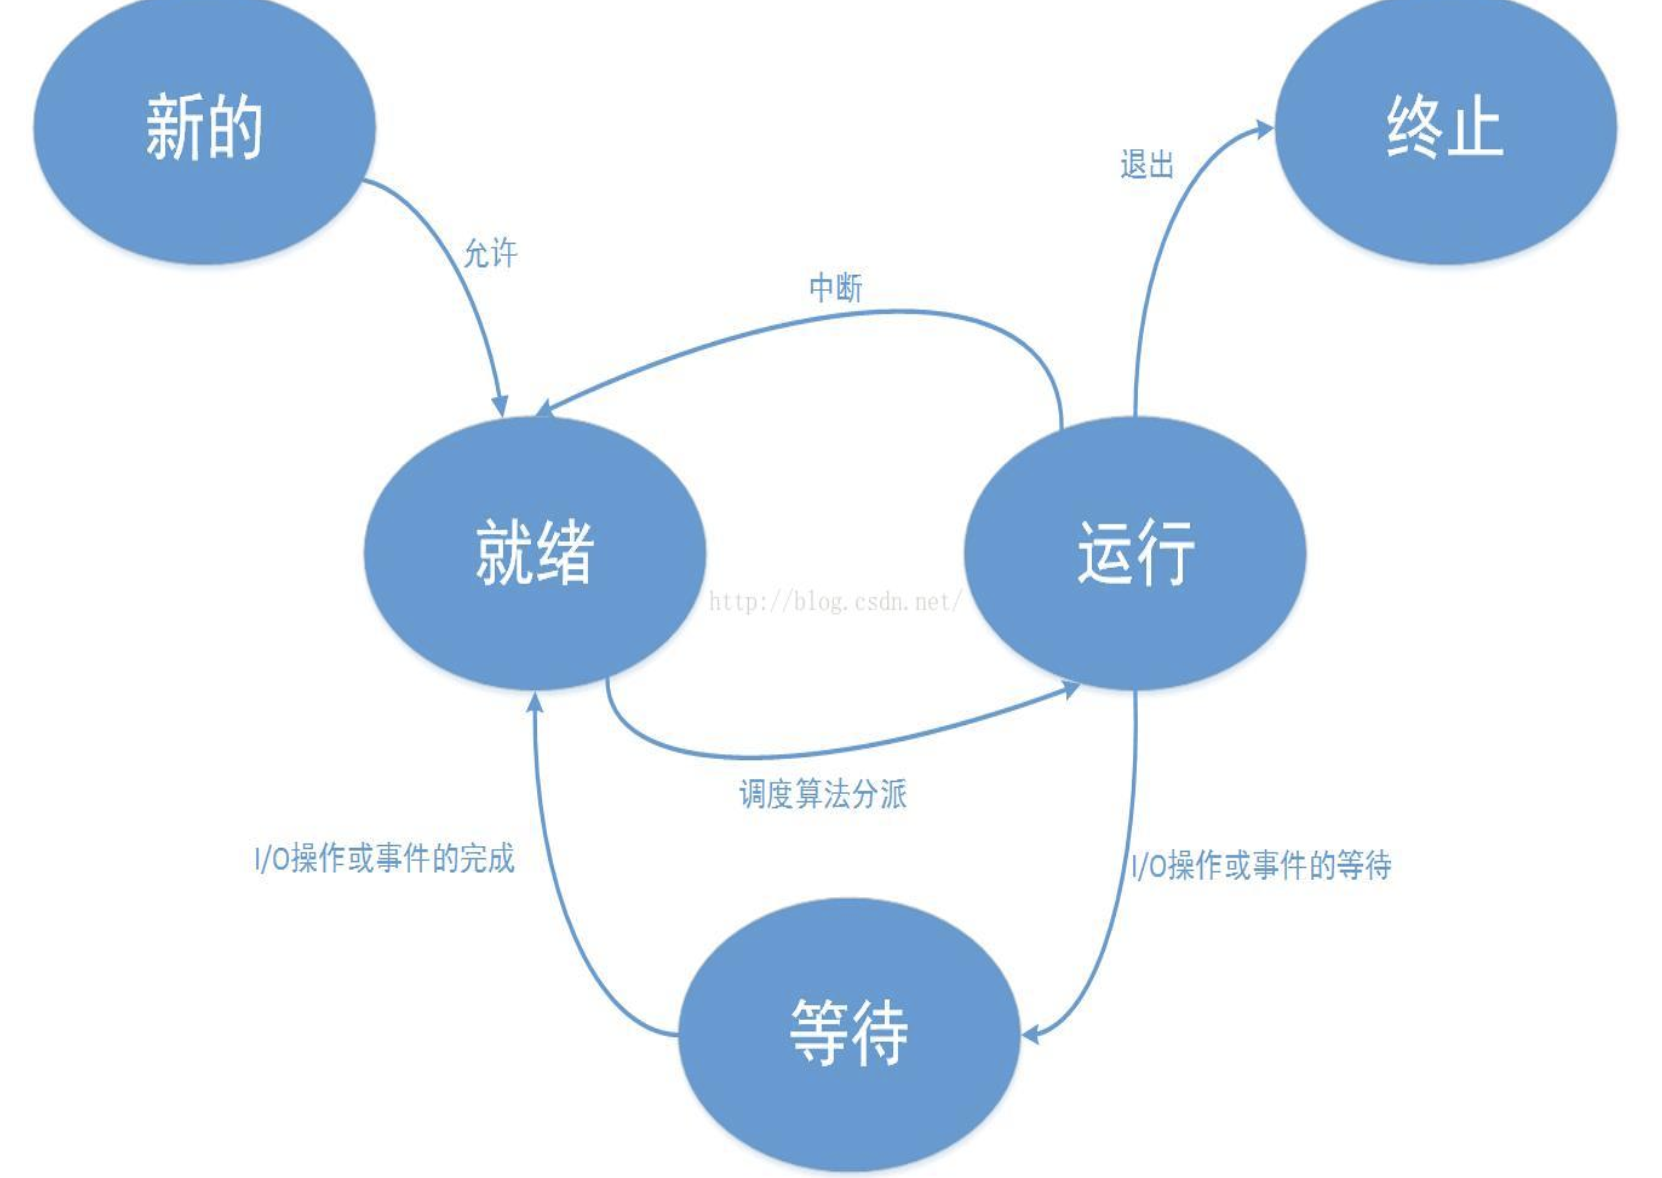 新的
终止
退出
允许
中断
就绪
运行
http://blog.csdn.net/
调度算法分派
I/O操作或事件的完成
I/O操作或事件的等待
等待